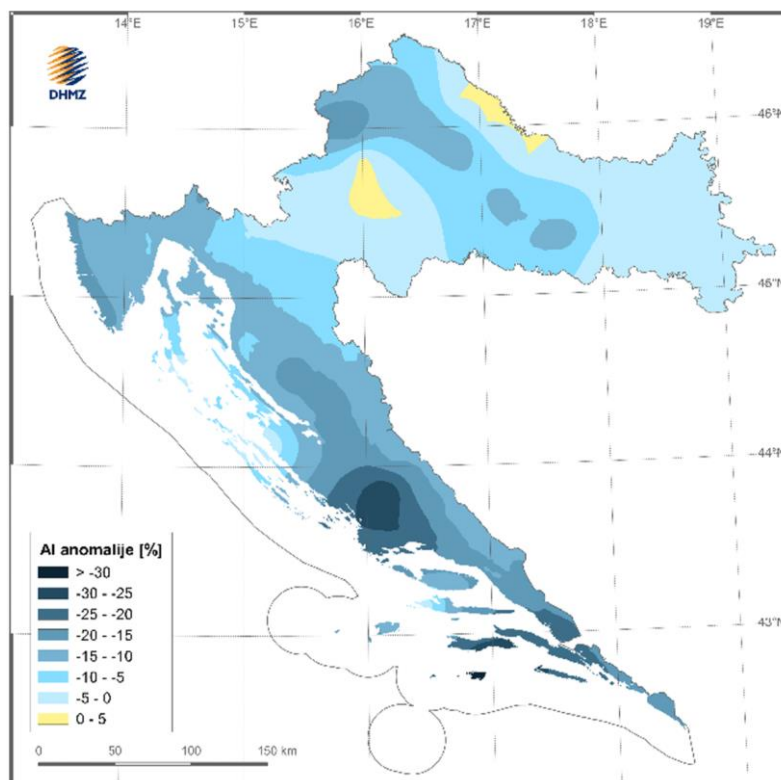 14°E 15°E 16°E 17°E 18°E 19°E
DHMZ
46°N
45°N
44°N
43°N
AI anomalije [%]
> -30
-30 - -25
-25 - -20
-20 - -15
-15 - -10
-10 - -5
-5 - 0
0 - 5
0 50 100 150 km